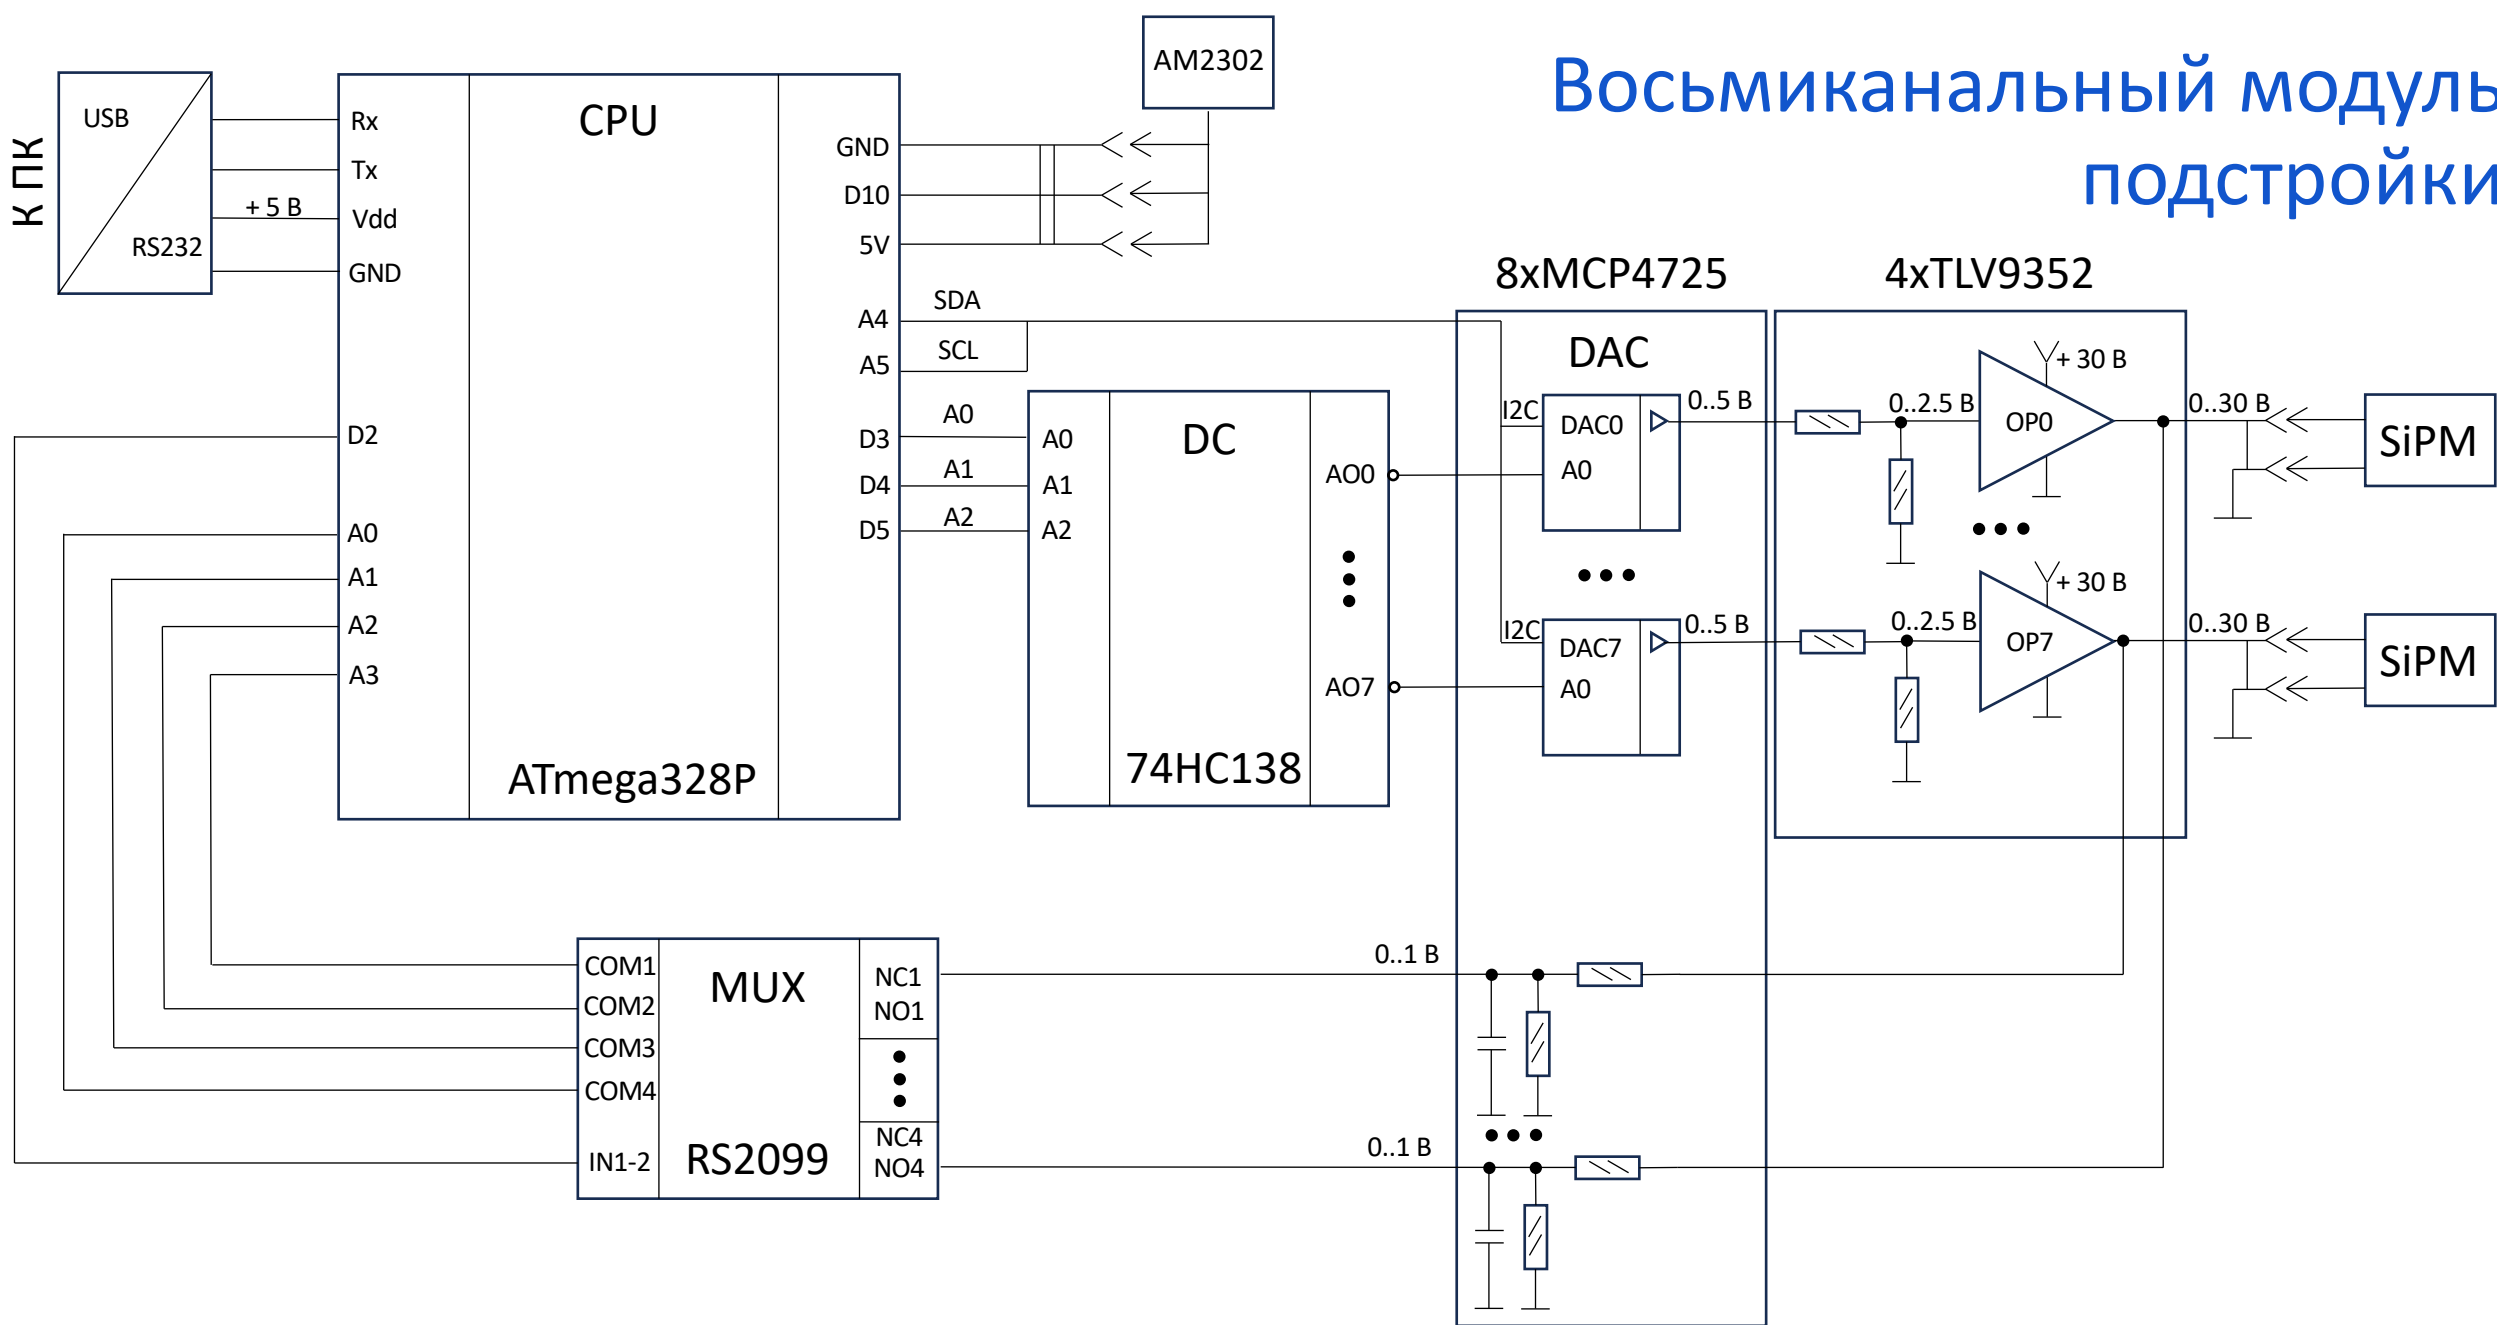 Восьмиканальный модуль
подстройки
AM2302
К ПК
USB
RS232
+ 5 В
Rx
Tx
Vdd
GND
D2
A0
A1
A2
A3
CPU
ATmega328P
GND
D10
5V
A4
A5
D3
D4
D5
SDA
SCL
A0
A1
A2
A0
A1
A2
DC
74HC138
AO0
AO7
8xMCP4725
DAC
I2C
DAC0
A0
0..5 В
I2C
DAC7
A0
0..5 В
4xTLV9352
0..2.5 В
OP0
+ 30 В
0..30 В
SiPM
0..2.5 В
OP7
+ 30 В
0..30 В
SiPM
COM1
COM2
COM3
COM4
IN1-2
MUX
RS2099
NC1
NO1
NC4
NO4
0..1 В
0..1 В